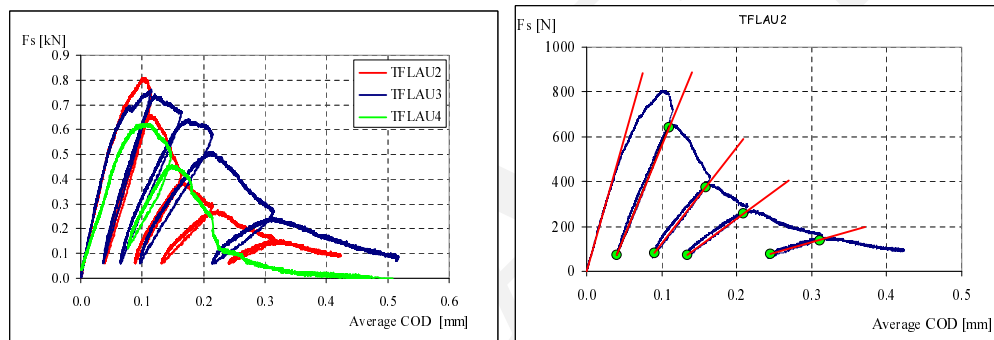 Fs [kN]
0.9
0.8
0.7
0.6
0.5
0.4
0.3
0.2
0.1
0.0
0.0 0.1 0.2 0.3 0.4 0.5 0.6
Average COD [mm]
TFLAU2
TFLAU3
TFLAU4
TFLAU2
Fs [N]
1000
800
600
400
200
0
0.0 0.1 0.2 0.3 0.4 0.5
Average COD [mm]